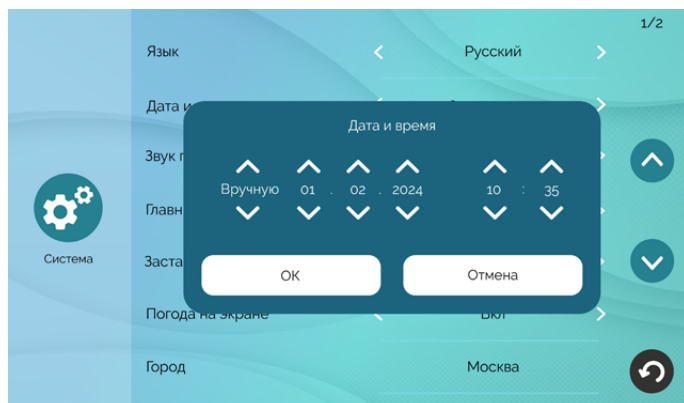 1/2
Язык
Русский
Дата и
Дата и время
Звук
Вручную 01 . 02 . 2024 10 : 35
Главн
Система
Заста
ОК
Отмена
Погода на экране
Вкл
Город
Москва